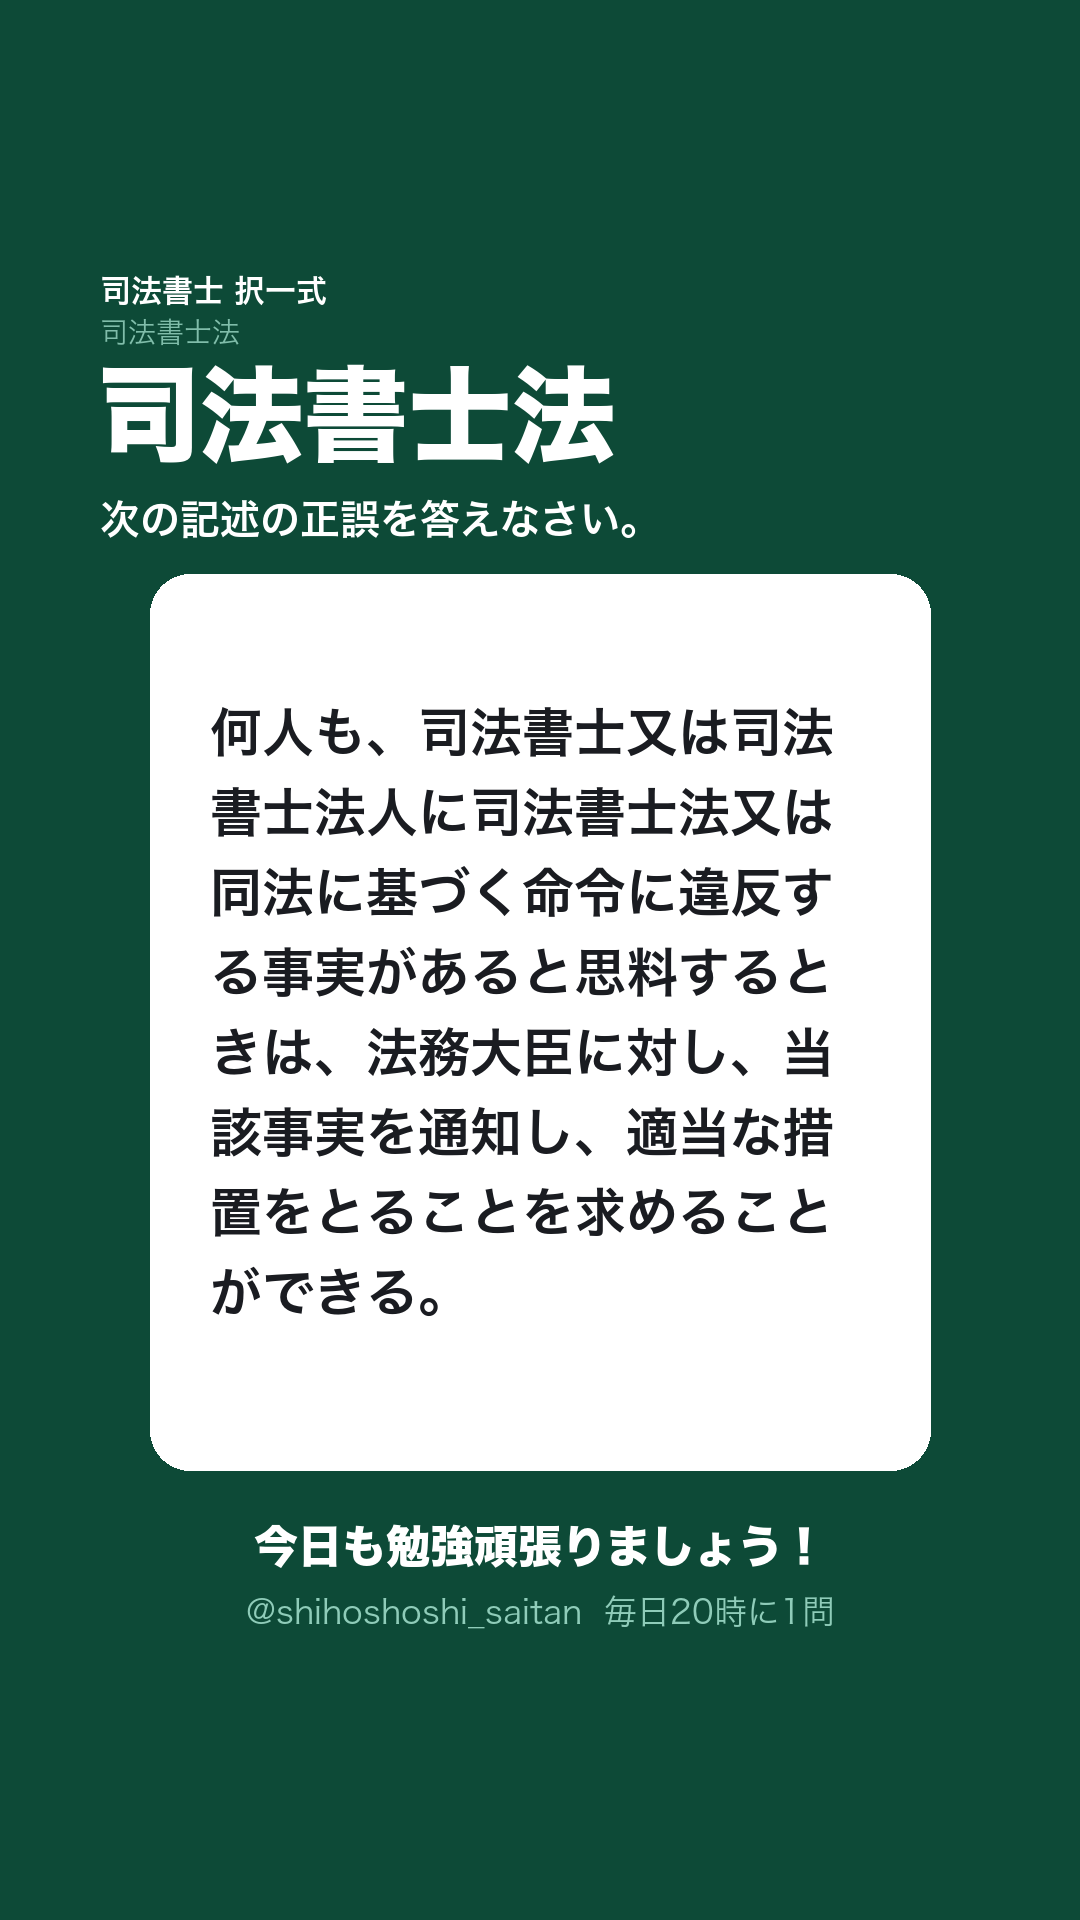 司法書士 択一式
司法書士法
司法書士法
次の記述の正誤を答えなさい。
何人も、司法書士又は司法
書士法人に司法書士法又は
同法に基づく命令に違反す
る事実があると思料すると
きは、法務大臣に対し、当
該事実を通知し、適当な措
置をとることを求めること
ができる。
今日も勉強頑張りましょう！
@shihoshoshi_saitan 毎日20時に1問